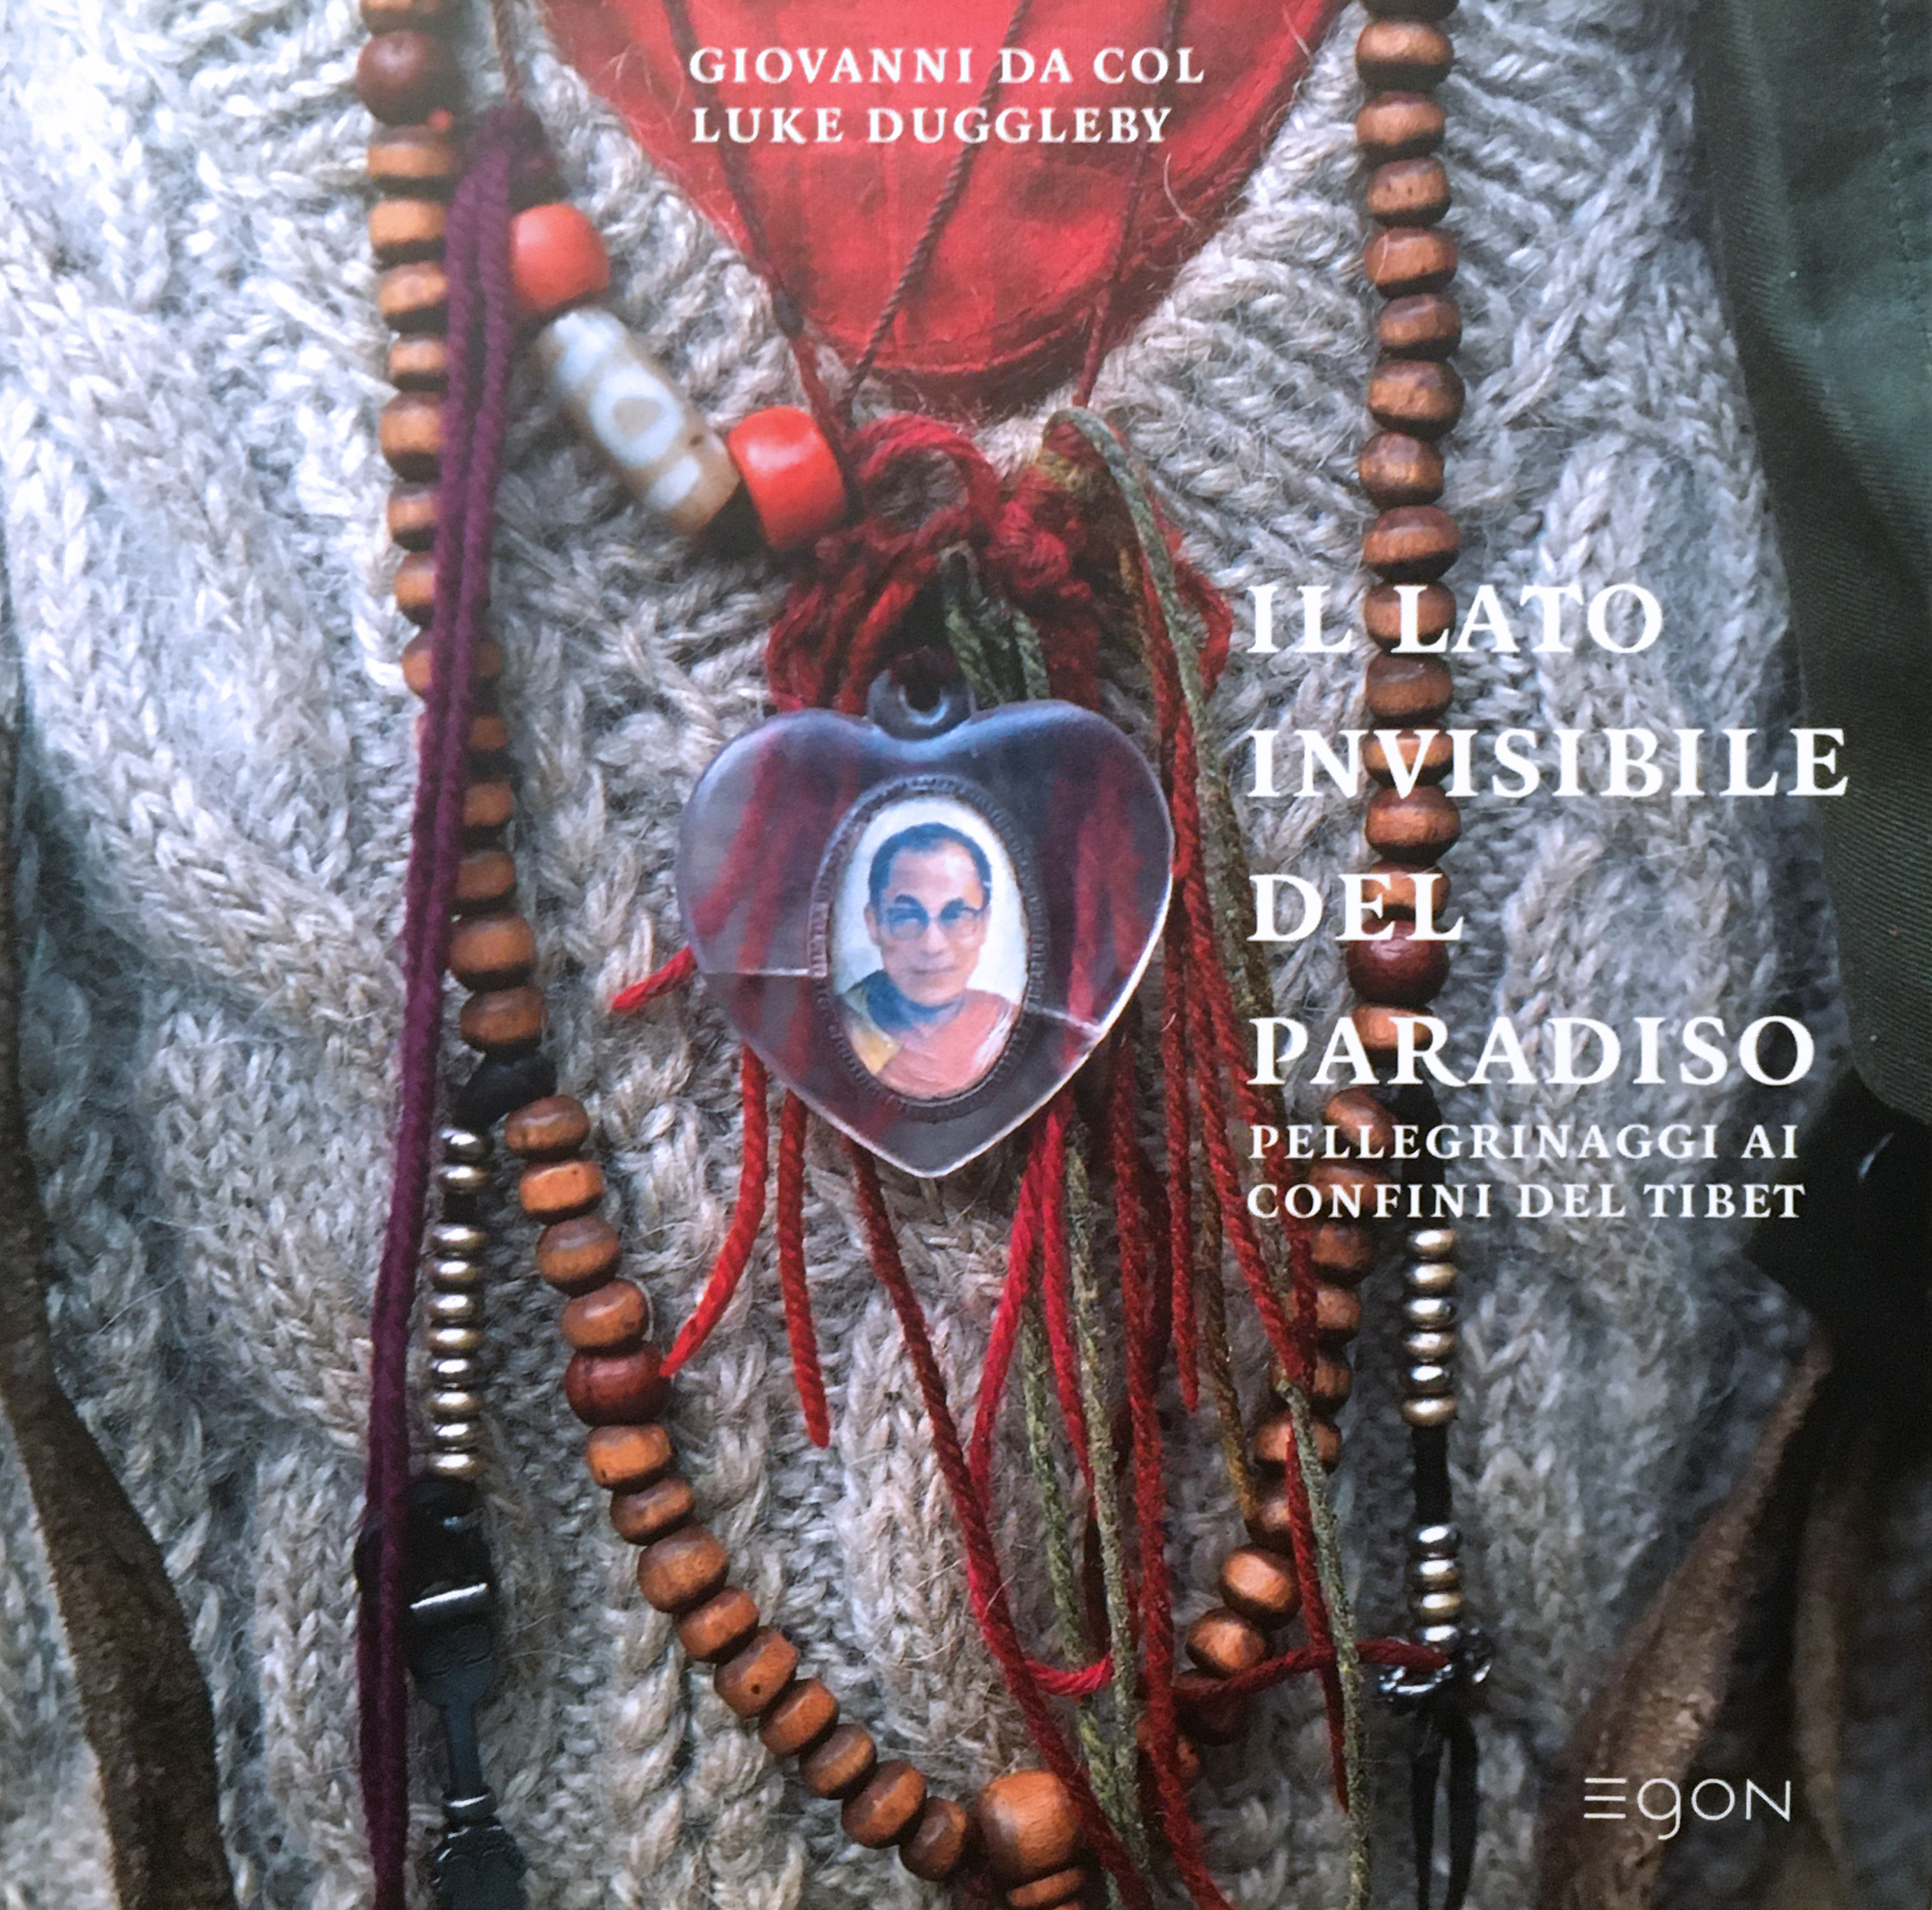 GIOVANNI DA COL
LUKE DUGGLEBY
IL LATO
INVISIBILE
DEL
PARADISO
PELLEGRINAGGI AI
CONFINI DEL TIBET
EGON